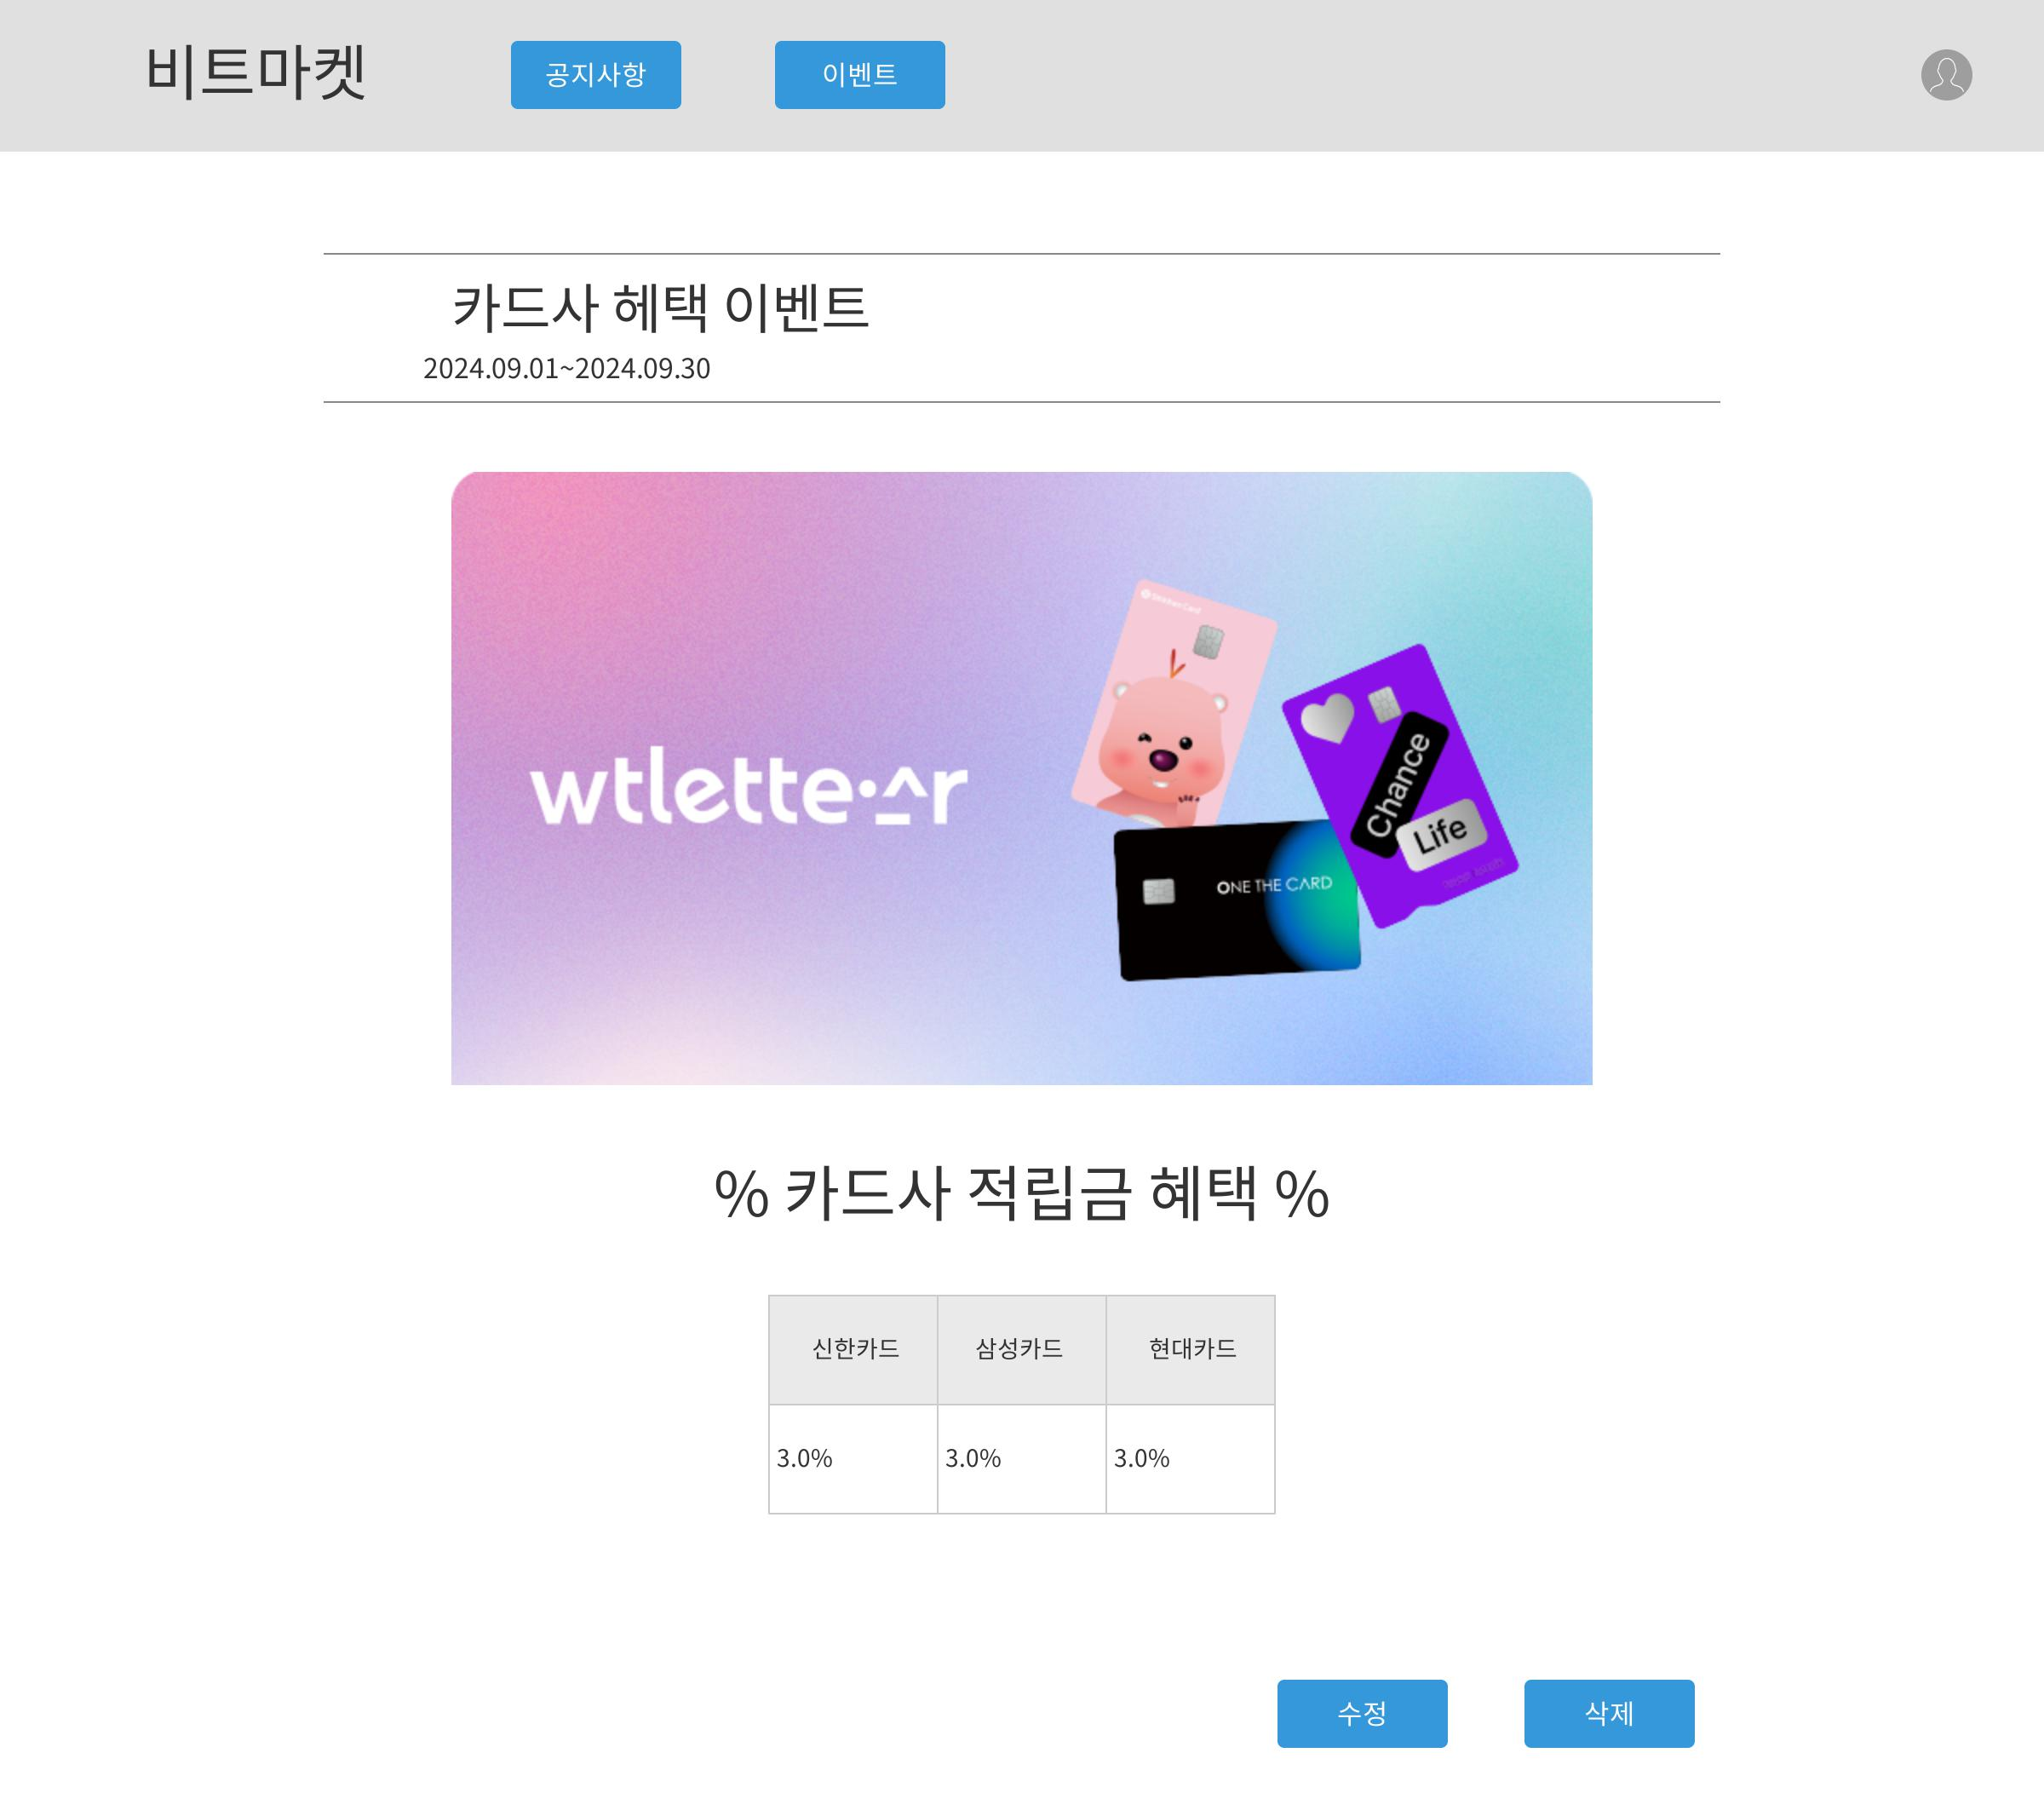 비트마켓
공지사항
이벤트
카드사 혜택 이벤트
2024.09.01~2024.09.30
wtlette·^r
Chance
Life
ONE THE CARD
% 카드사 적립금 혜택 %
신한카드 삼성카드 현대카드
3.0% 3.0% 3.0%
수정
삭제